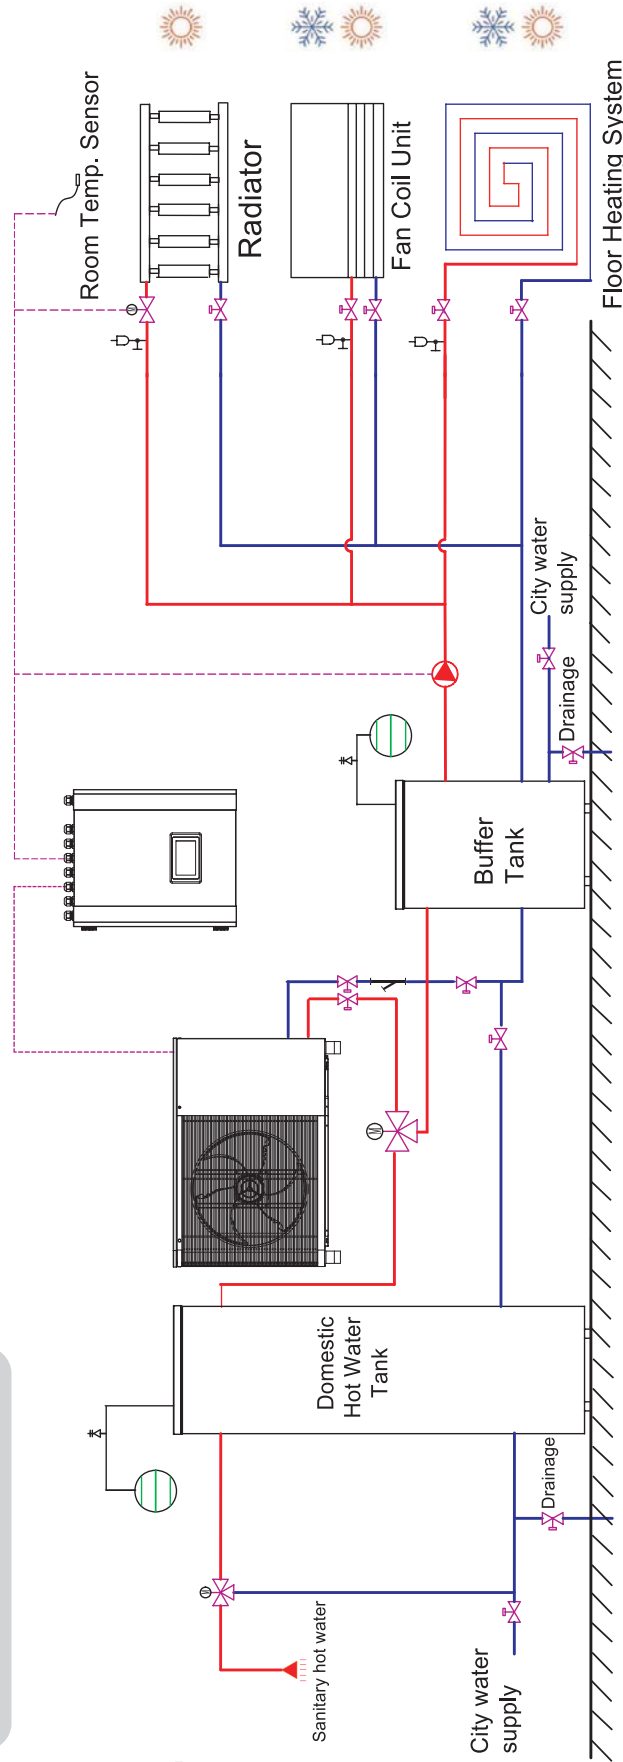 Room Temp. Sensor
Radiator
Fan Coil Unit
Floor Heating System
City water
supply
Drainage
Buffer
Tank
M
M
Domestic
Hot Water
Tank
Drainage
M
Sanitary hot water
City water
supply